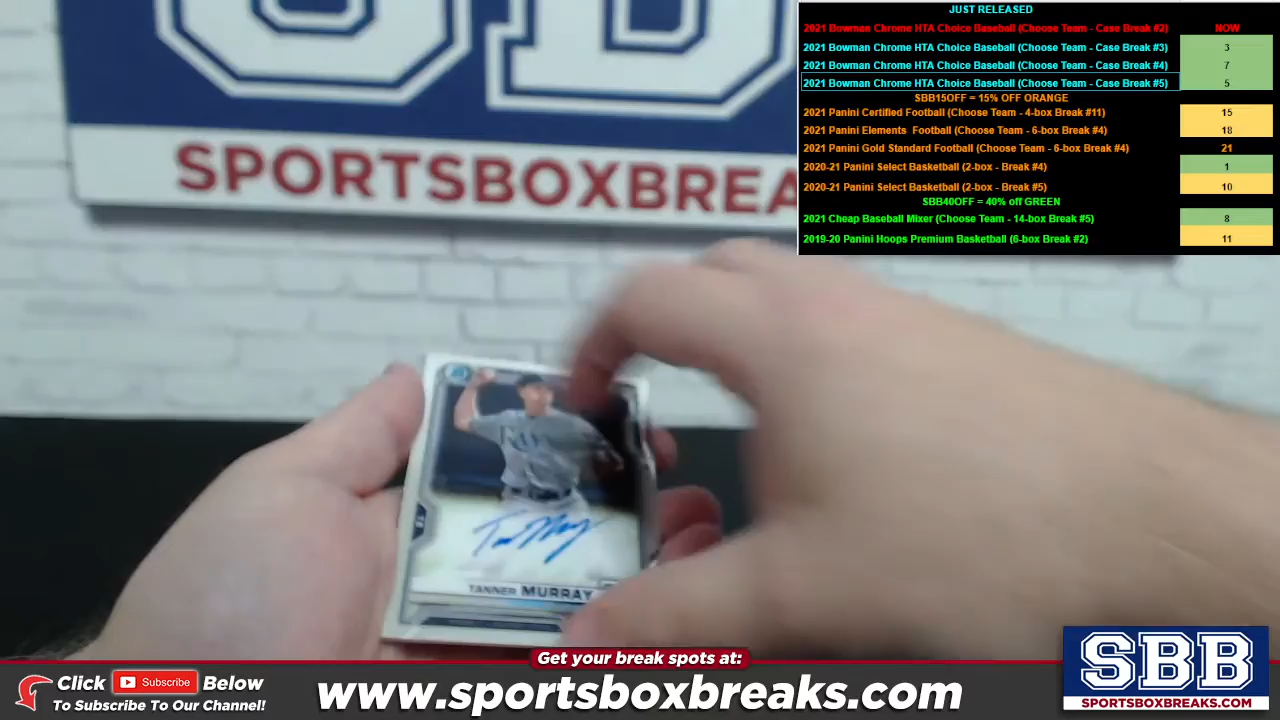 SPORTSBOXBREA
JUST RELEASED
2021 Bowman Chrome HTA Choice Baseball (Choose Team - Case Break #2) NOW
2021 Bowman Chrome HTA Choice Baseball (Choose Team - Case Break #3) 3
2021 Bowman Chrome HTA Choice Baseball (Choose Team - Case Break #4) 7
2021 Bowman Chrome HTA Choice Baseball (Choose Team - Case Break #5) 5
SBB15OFF = 15% OFF ORANGE
2021 Panini Certified Football (Choose Team - 4-box Break #11) 15
2021 Panini Elements Football (Choose Team - 6-box Break #4) 18
2021 Panini Gold Standard Football (Choose Team - 6-box Break #4) 21
2020-21 Panini Select Basketball (2-box - Break #4) 1
2020-21 Panini Select Basketball (2-box - Break #5) 10
SBB40OFF = 40% off GREEN
2021 Cheap Baseball Mixer (Choose Team - 14-box Break #5) 8
2019-20 Panini Hoops Premium Basketball (6-box Break #2) 11
TANNER MURRAY
Get your break spots at:
Click Subscribe Below
To Subscribe To Our Channel!
www.sportsboxbreaks.com
SBB
SPORTSBOXBREAKS.COM